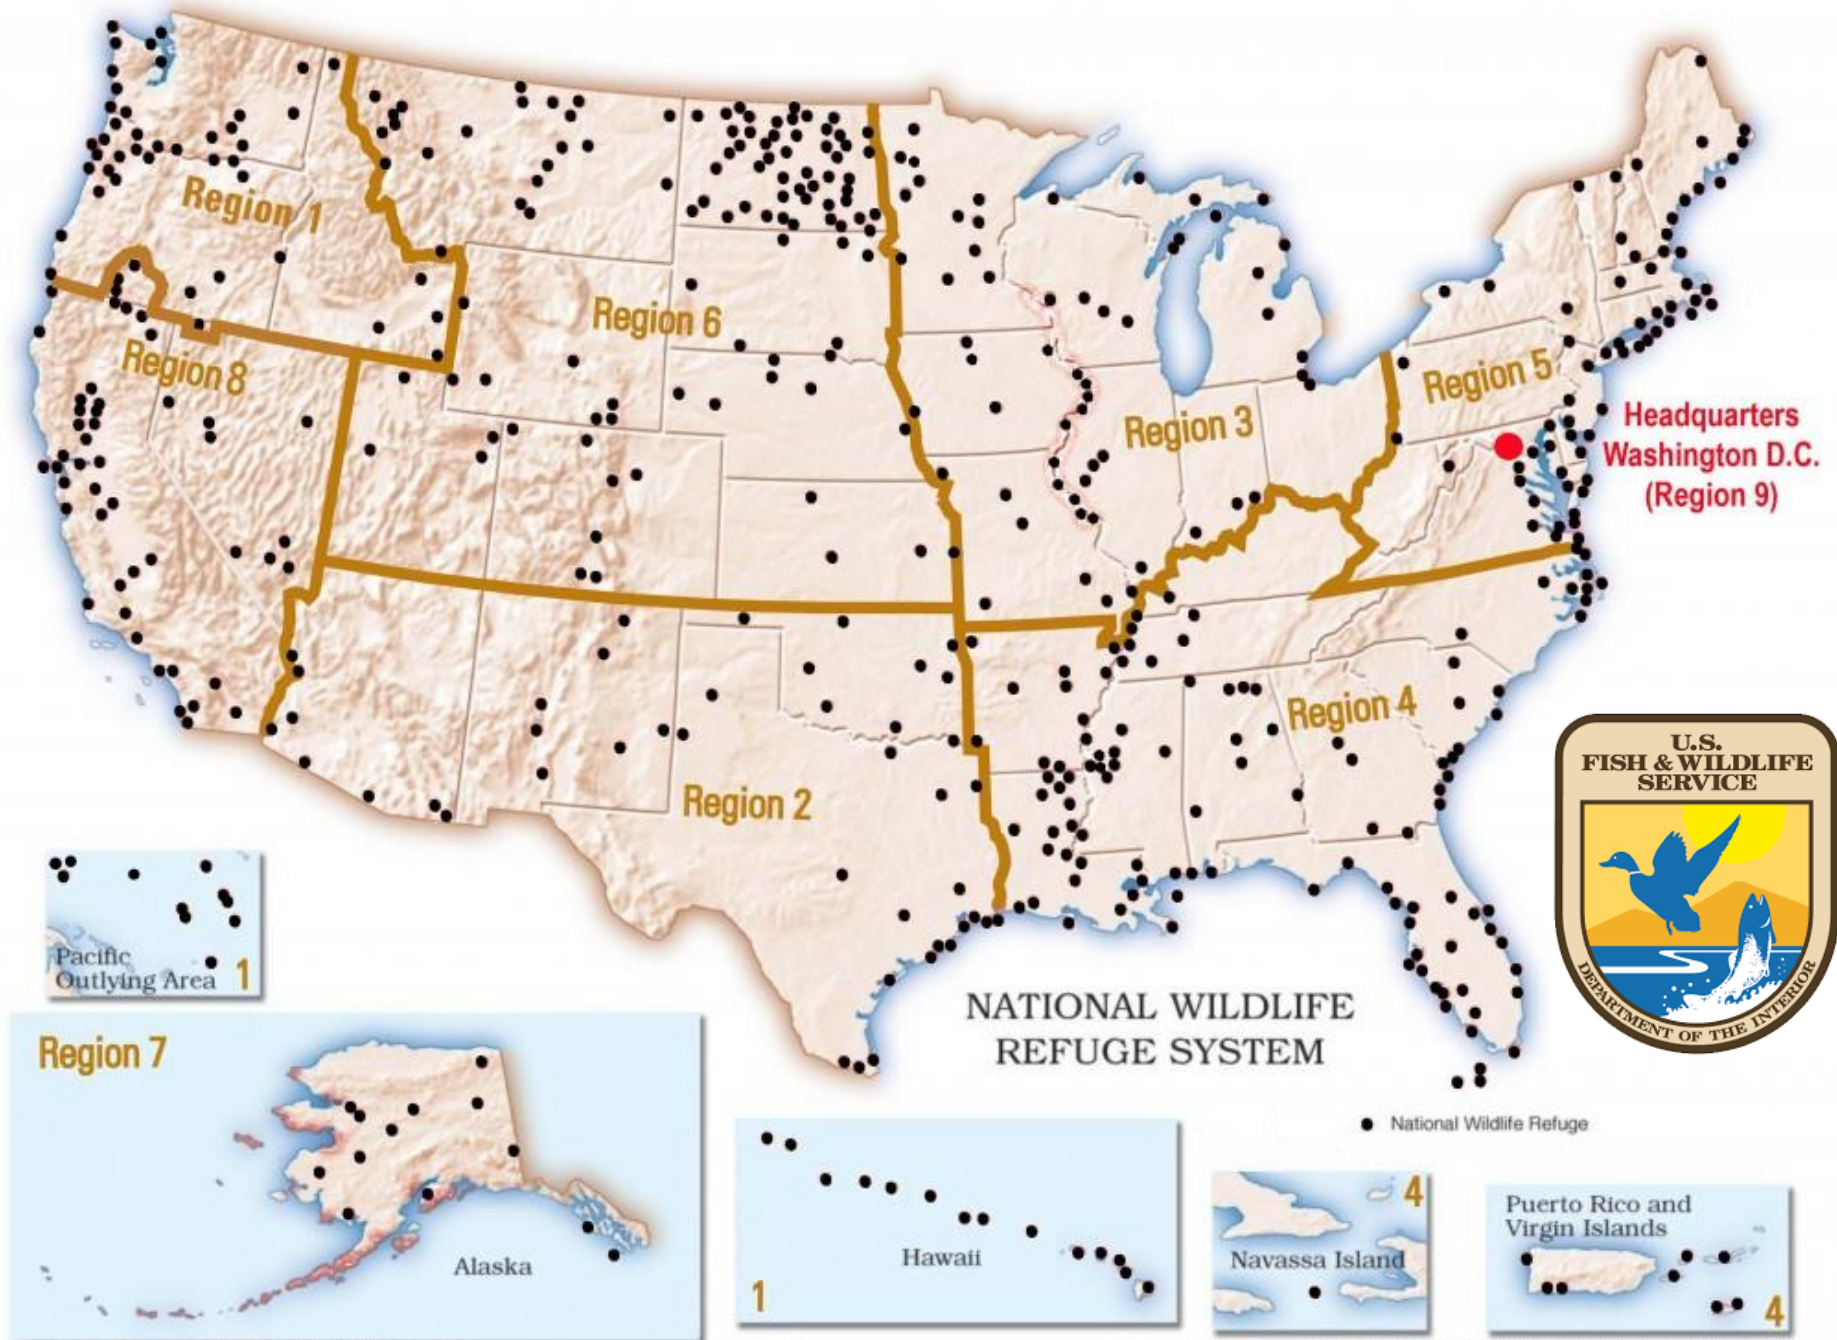 Region 1
Region 8
Region 6
Region 3
Region 5
Headquarters
Washington D.C.
(Region 9)
Region 4
Region 2
U.S.
FISH & WILDLIFE
SERVICE
DEPARTMENT OF THE INTERIOR
Pacific
Outlying Area 1
NATIONAL WILDLIFE
REFUGE SYSTEM
National Wildlife Refuge
Region 7
Alaska
Hawaii
1
4
Navassa Island
Puerto Rico and
Virgin Islands
4